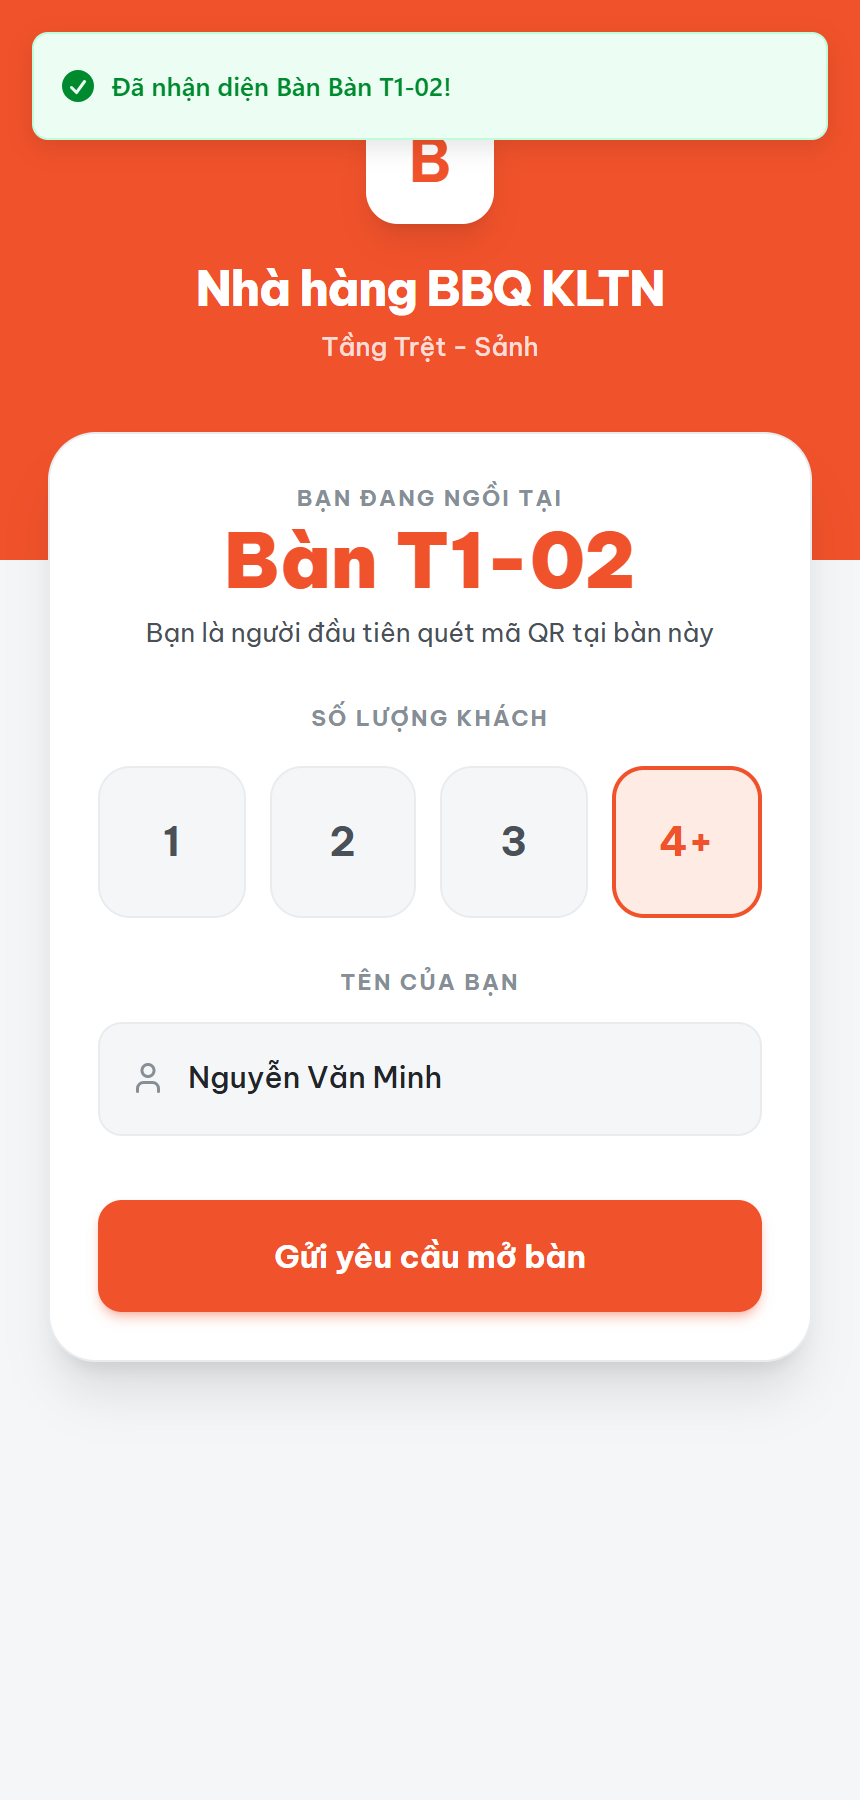 Đã nhận diện Bàn Bàn T1-02!
B
Nhà hàng BBQ KLTN
Tầng Trệt - Sảnh
BẠN ĐANG NGỒI TẠI
Bàn T1-02
Bạn là người đầu tiên quét mã QR tại bàn này
SỐ LƯỢNG KHÁCH
1 2 3 4+
TÊN CỦA BẠN
Nguyễn Văn Minh
Gửi yêu cầu mở bàn